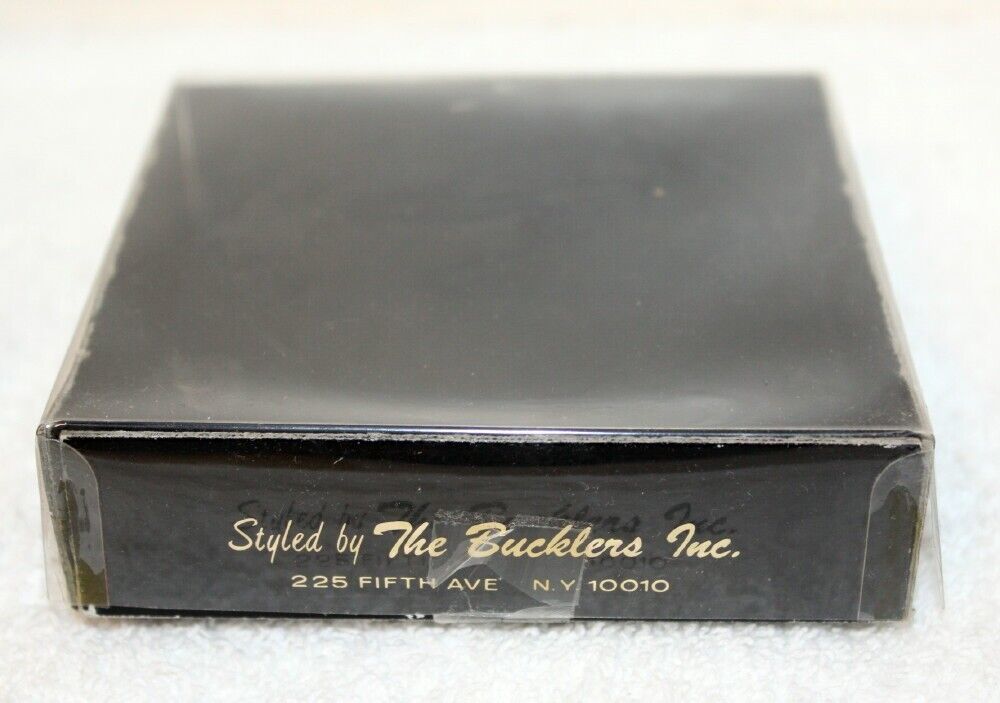 Styled by The Bucklers Inc.
225 FIFTH AVE N.Y. 10010